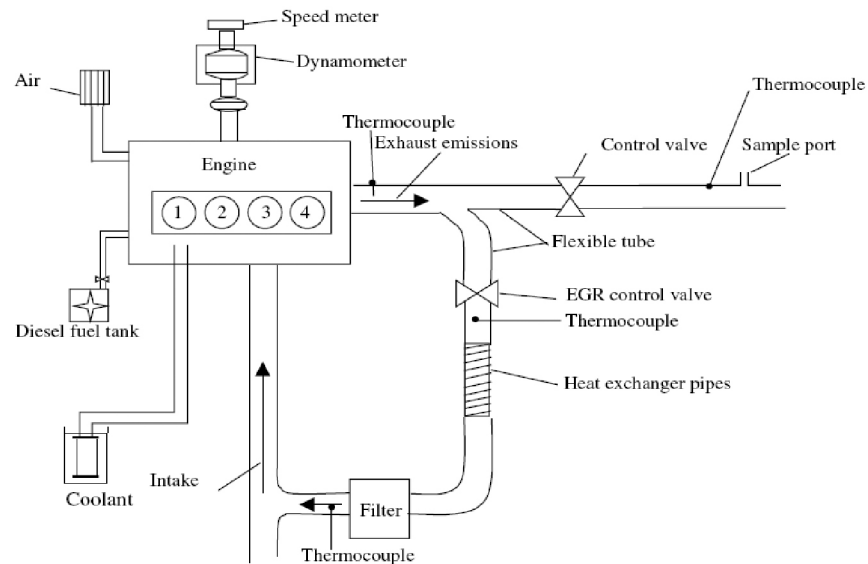 Speed meter
Dynamometer
Air
Thermocouple
Thermocouple
Exhaust emissions
Control valve
Sample port
Engine
1 2 3 4
Flexible tube
EGR control valve
Diesel fuel tank
Thermocouple
Heat exchanger pipes
Intake
Coolant
Filter
Thermocouple